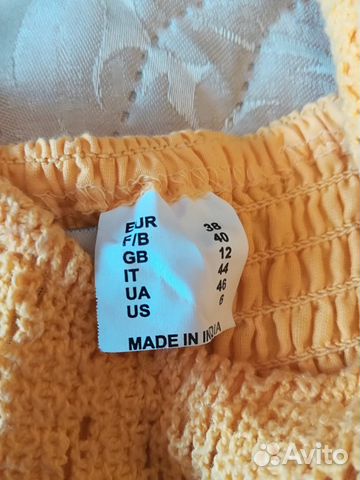 EUR 38
F/B 40
GB 12
IT 44
UA 46
US 6
MADE IN INDIA
Avito